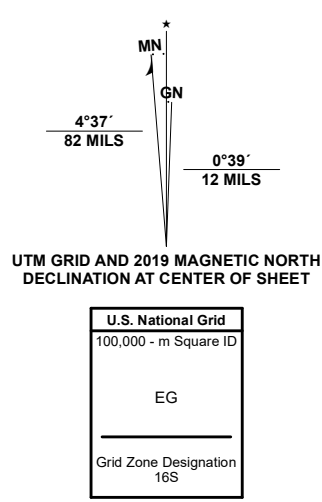 MN
GN
4°37´
82 MILS
0°39´
12 MILS
UTM GRID AND 2019 MAGNETIC NORTH
DECLINATION AT CENTER OF SHEET
U.S. National Grid
100,000 - m Square ID
EG
Grid Zone Designation
16S